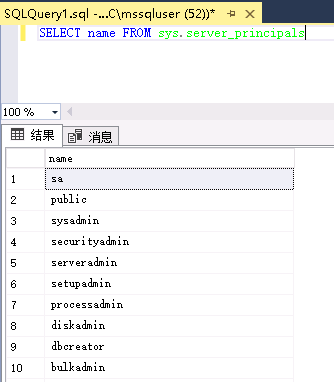 SQLQuery1.sql -...C\mssqluser (52))*
SELECT name FROM sys.server_principals
100 %
结果 消息
name
1 sa
2 public
3 sysadmin
4 securityadmin
5 serveradmin
6 setupadmin
7 processadmin
8 diskadmin
9 dbcreator
10 bulkadmin